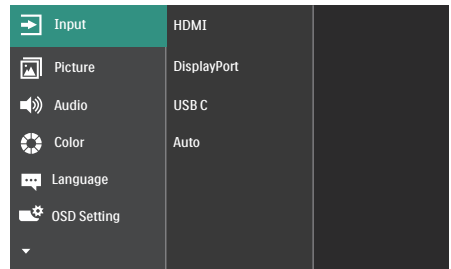 Input
HDMI
Picture
DisplayPort
Audio
USB C
Color
Auto
Language
OSD Setting